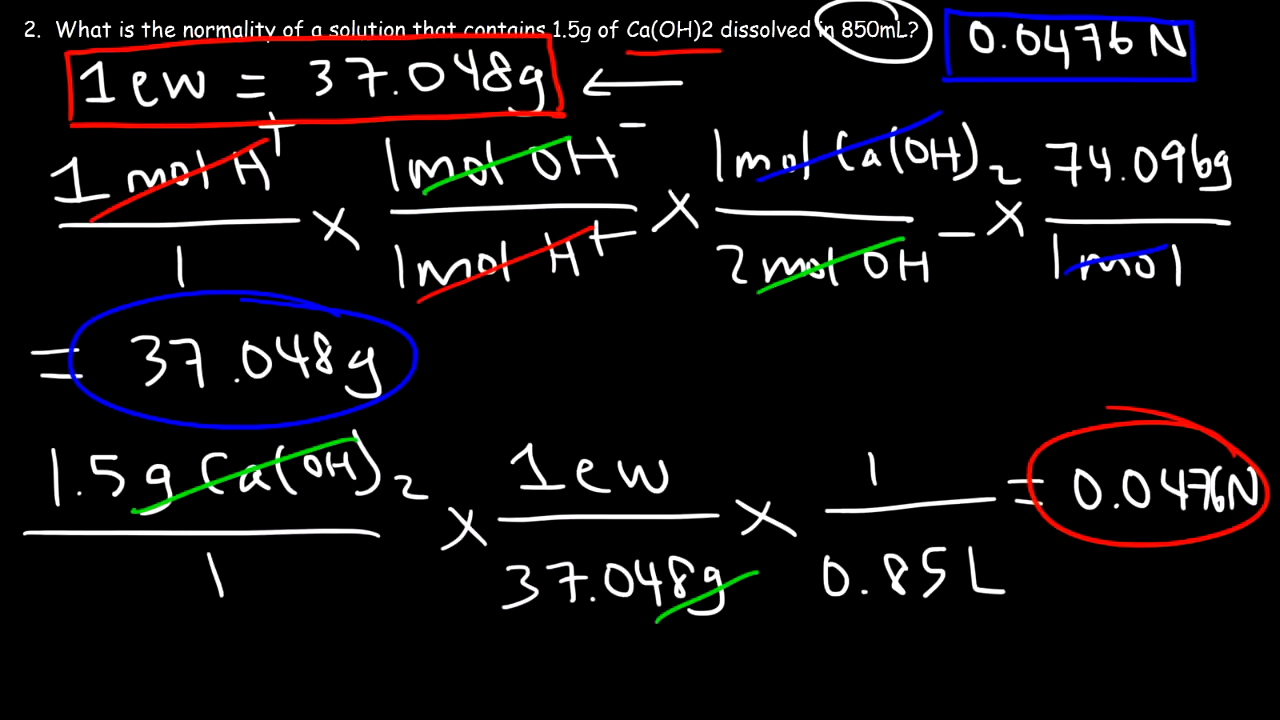 2. What is the normality of a solution that contains 1.5g of Ca(OH)2 dissolved in 850mL?
0.0476 N
1 ew = 37.048g ←
1 mol H+ / 1 × 1 mol OH- / 1 mol H+ × 1 mol Ca(OH)2 / 2 mol OH- × 74.096g / 1 mol
= 37.048g
1.5 g Ca(OH)2 / 1 × 1 ew / 37.048g × 1 / 0.85 L = 0.0476N